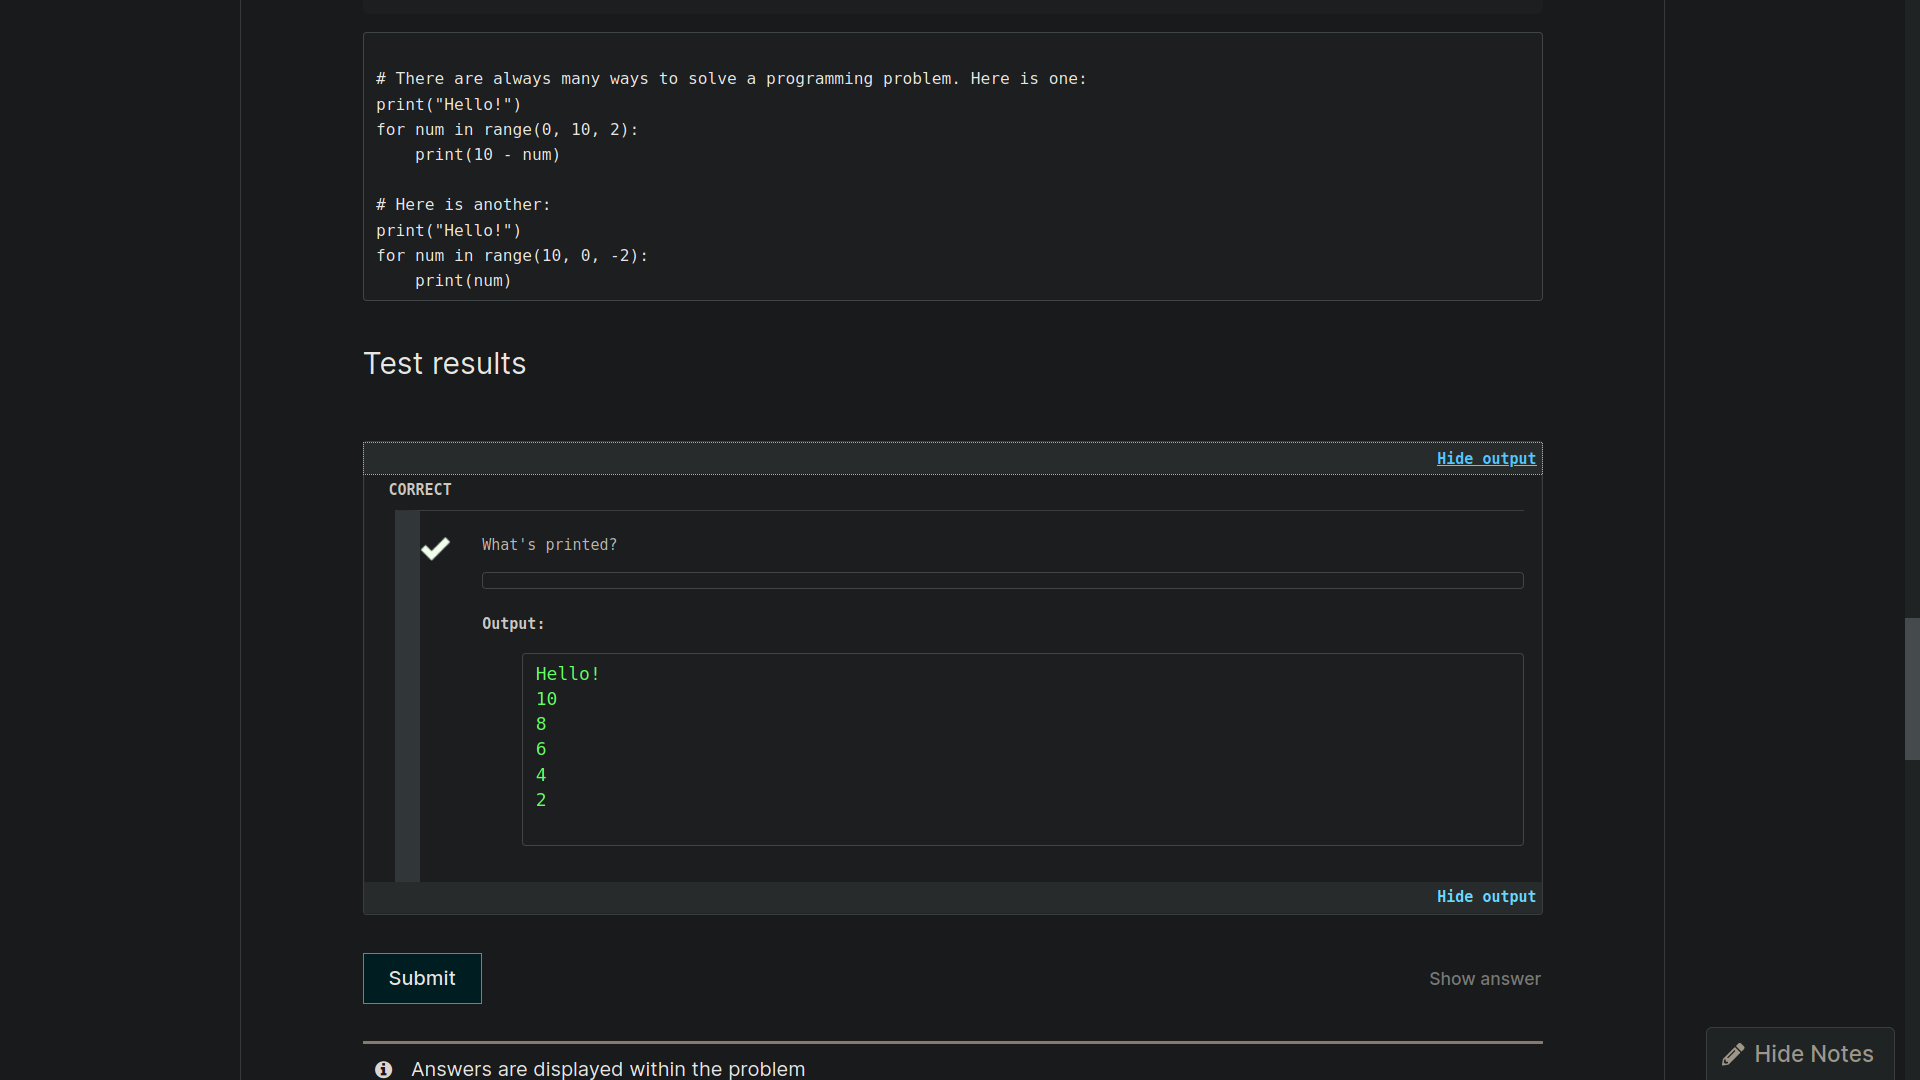 # There are always many ways to solve a programming problem. Here is one:
print("Hello!")
for num in range(0, 10, 2):
    print(10 - num)

# Here is another:
print("Hello!")
for num in range(10, 0, -2):
    print(num)
Test results
Hide output
CORRECT
What's printed?
Output:
Hello!
10
8
6
4
2
Hide output
Submit
Show answer
Answers are displayed within the problem
Hide Notes